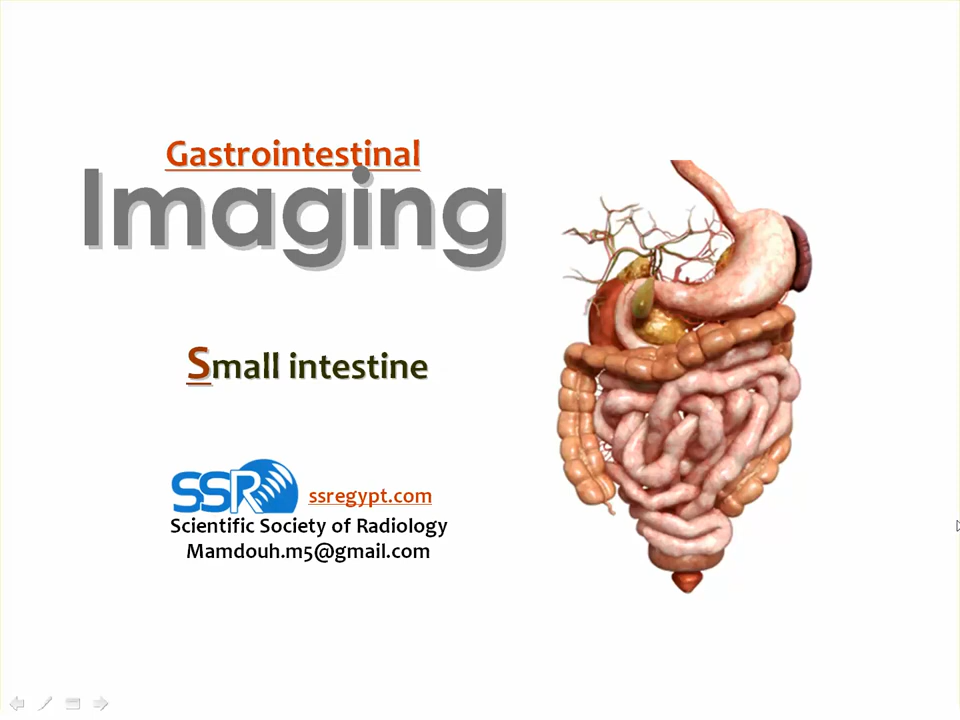 Gastrointestinal
Imaging
Small intestine
SSR
ssregypt.com
Scientific Society of Radiology
Mamdouh.m5@gmail.com